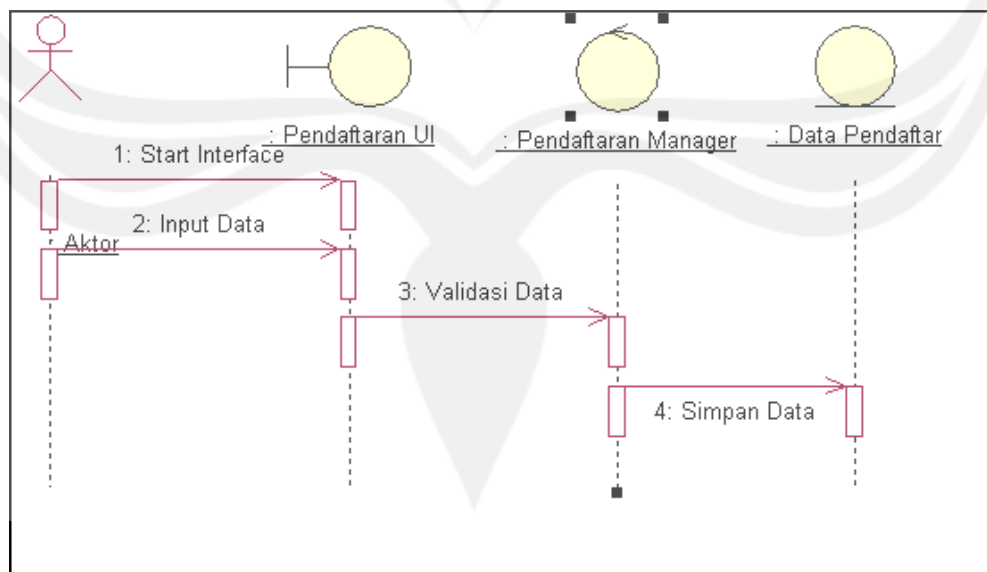 : Pendaftaran UI
: Pendaftaran Manager
: Data Pendaftar
1: Start Interface
2: Input Data
Aktor
3: Validasi Data
4: Simpan Data